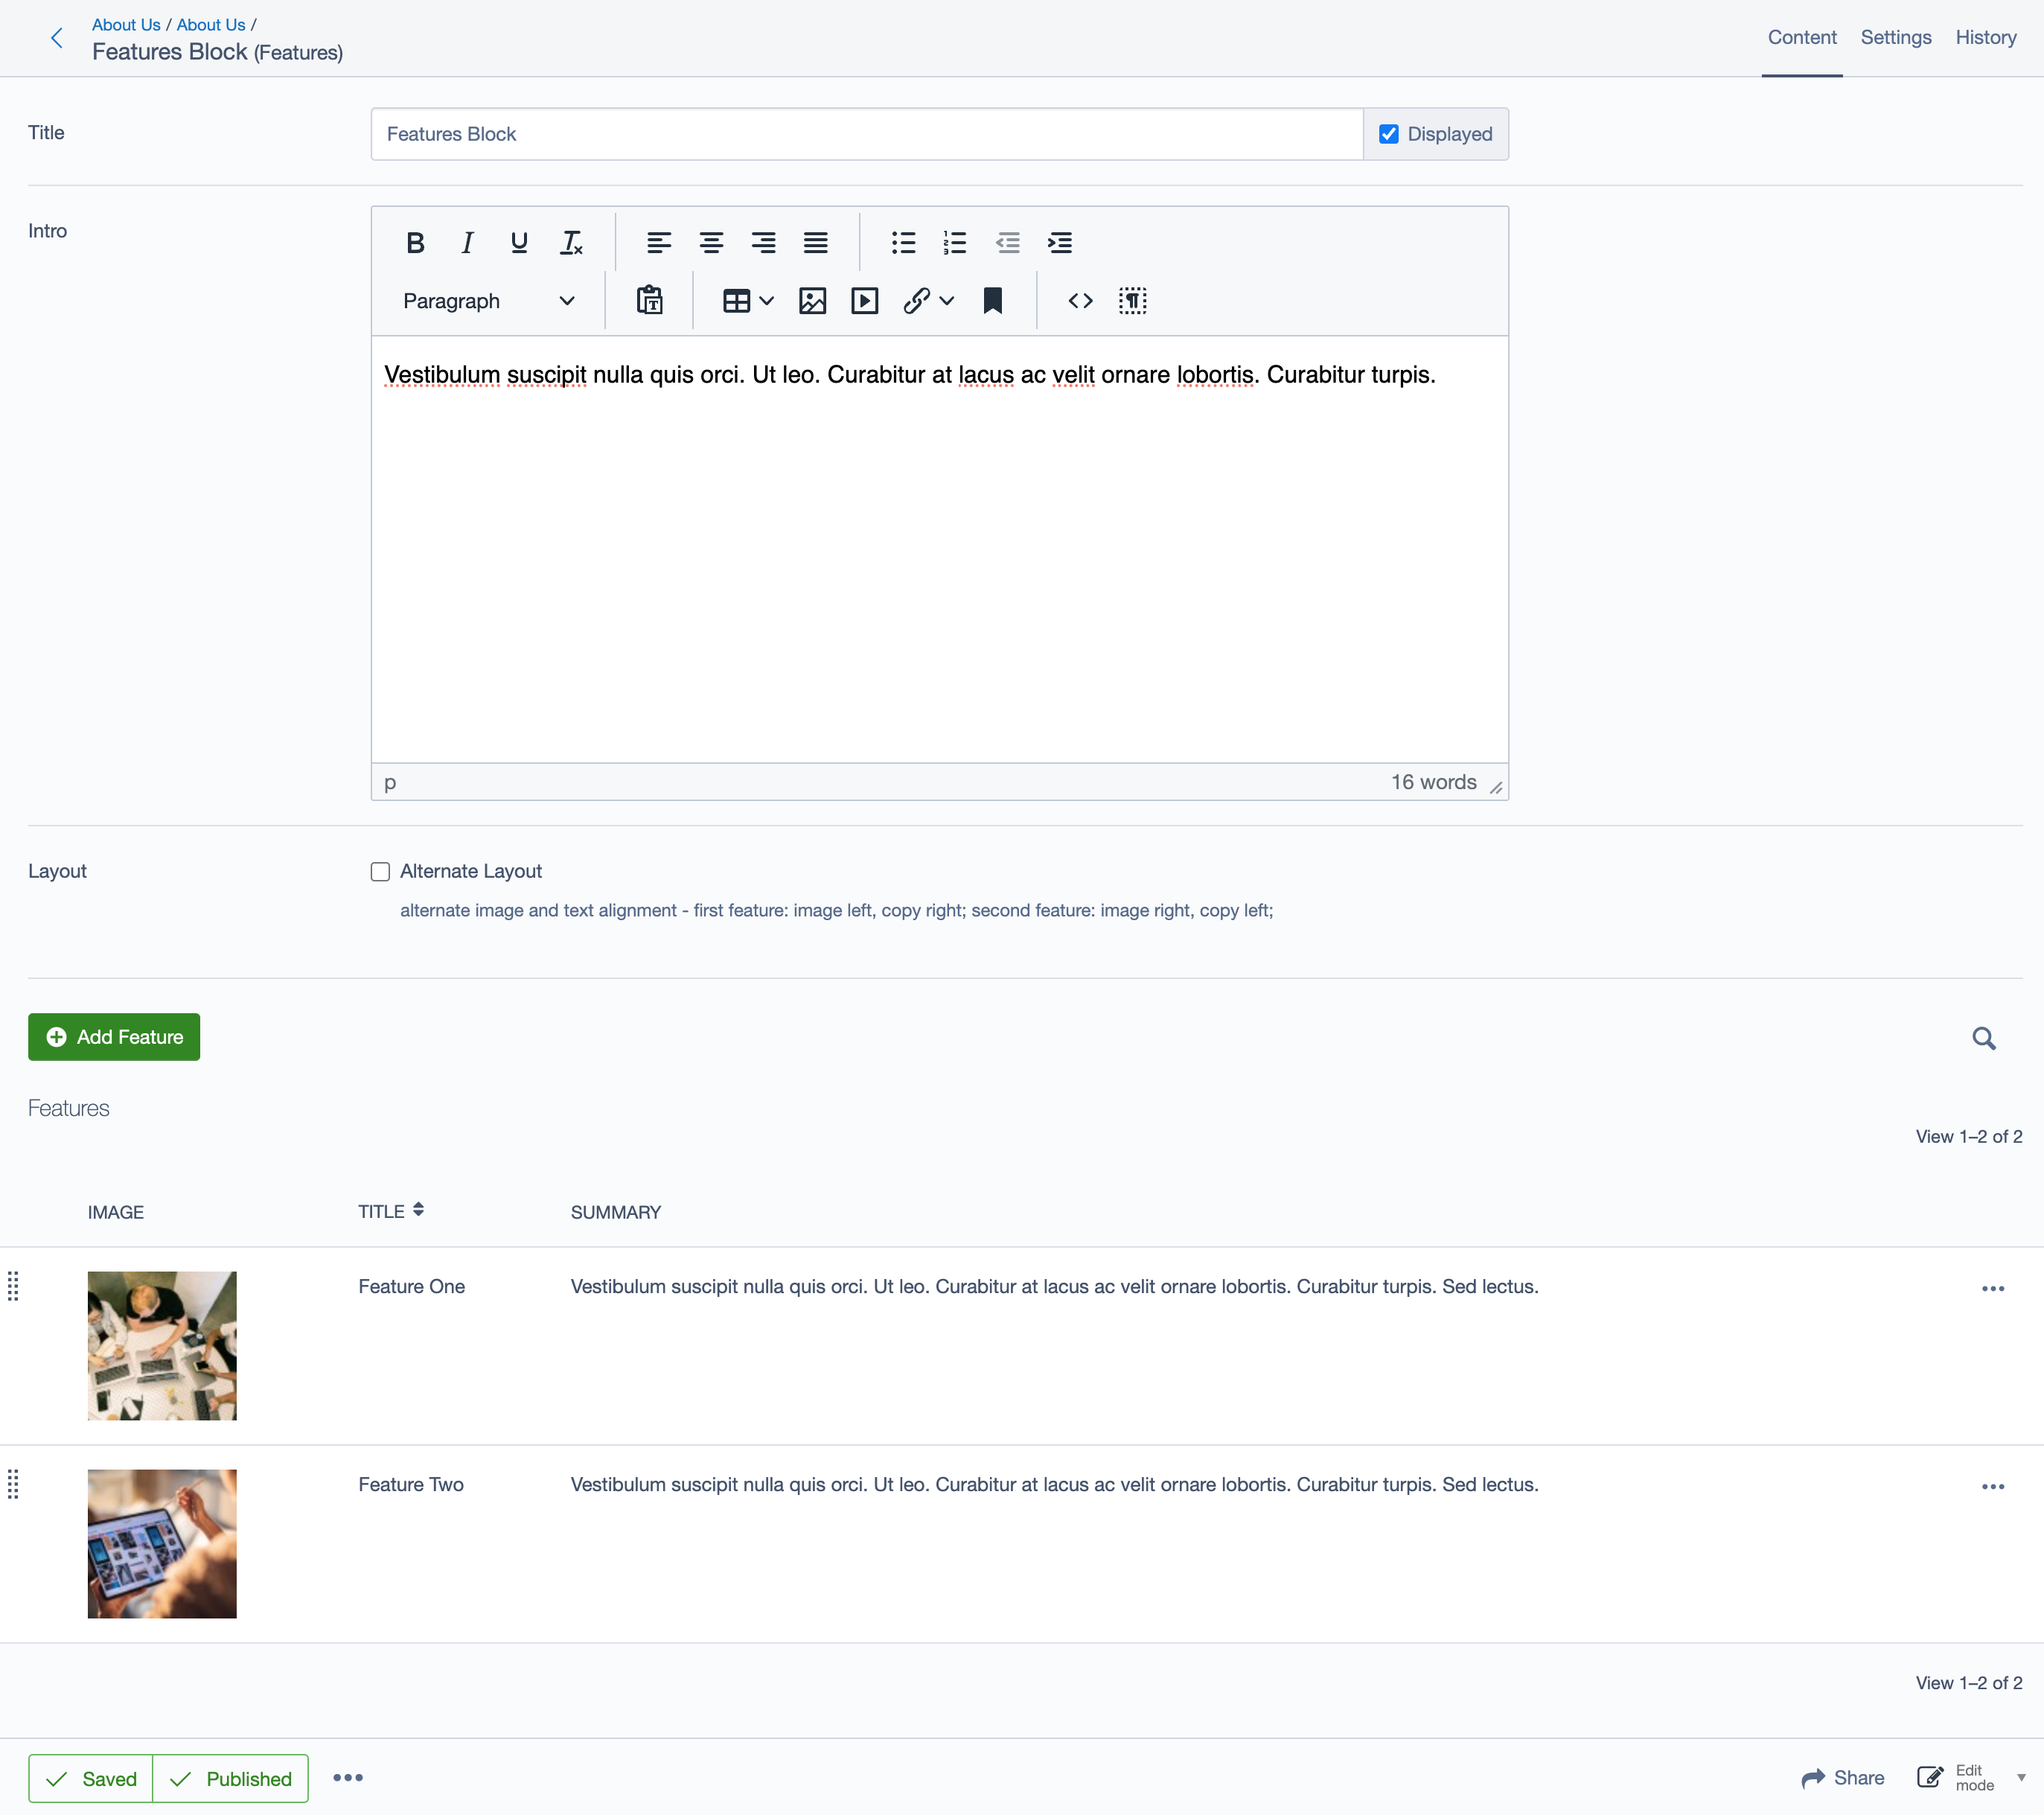 About Us / About Us /
Features Block (Features)
Content Settings History
Title
Features Block
Displayed
Intro
Paragraph
Vestibulum suscipit nulla quis orci. Ut leo. Curabitur at lacus ac velit ornare lobortis. Curabitur turpis.
p
16 words
Layout
Alternate Layout
alternate image and text alignment - first feature: image left, copy right; second feature: image right, copy left;
Add Feature
Features
View 1–2 of 2
IMAGE TITLE SUMMARY
Feature One Vestibulum suscipit nulla quis orci. Ut leo. Curabitur at lacus ac velit ornare lobortis. Curabitur turpis. Sed lectus.
Feature Two Vestibulum suscipit nulla quis orci. Ut leo. Curabitur at lacus ac velit ornare lobortis. Curabitur turpis. Sed lectus.
View 1–2 of 2
Saved Published
Share
Edit
mode